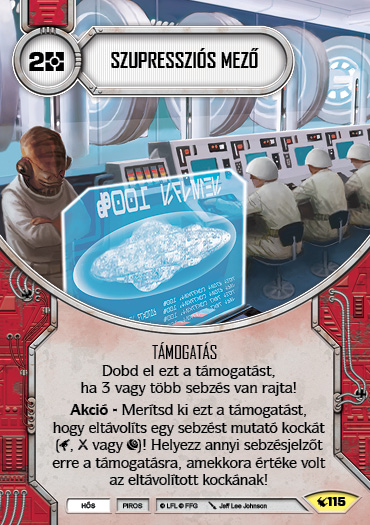 2
SZUPRESSZIÓS MEZŐ
TÁMOGATÁS
Dobd el ezt a támogatást,
ha 3 vagy több sebzés van rajta!
Akció - Merítsd ki ezt a támogatást,
hogy eltávolíts egy sebzést mutató kockát
(, X vagy )! Helyezz annyi sebzésjelzőt
erre a támogatásra, amekkora értéke volt
az eltávolított kockának!
HŐS PIROS © LFL © FFG Jeff Lee Johnson 115